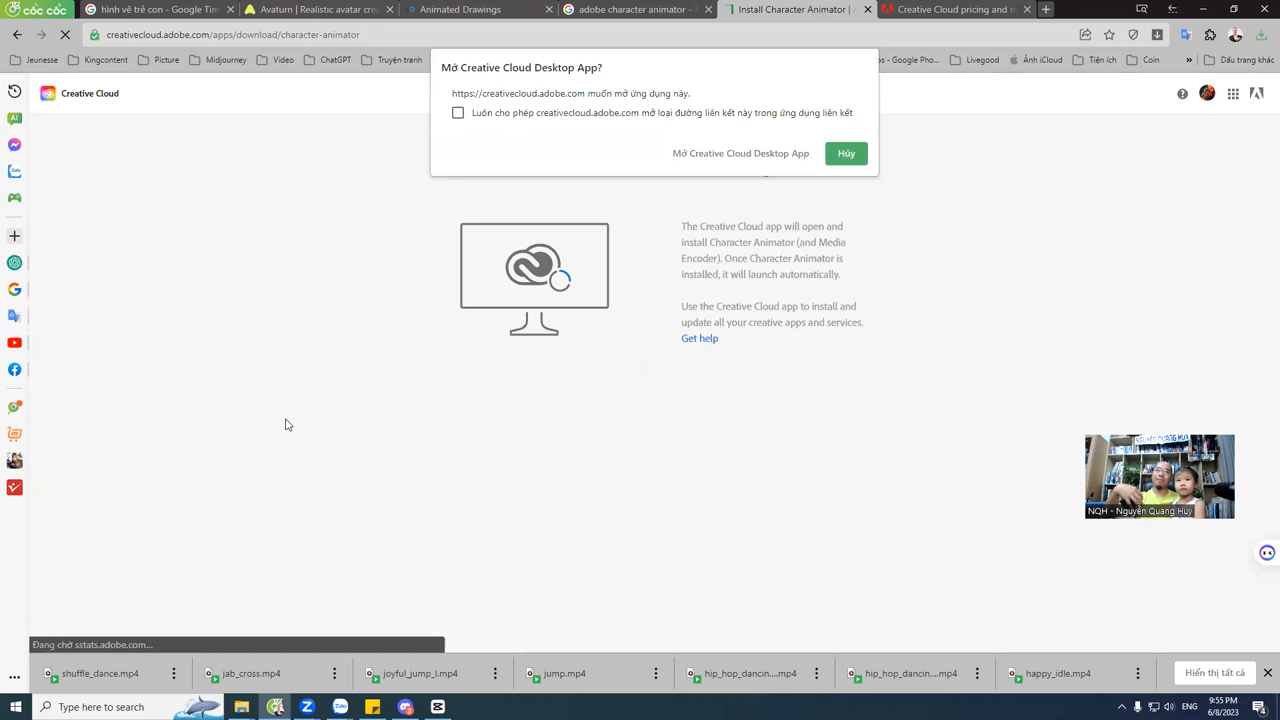 cốc cốc
hình vẽ trẻ con - Google Tìm
Avaturn | Realistic avatar crea
Animated Drawings
adobe character animator - T
Install Character Animator | A
Creative Cloud pricing and m
creativecloud.adobe.com/apps/download/character-animator
Jeunesse
Kingcontent
Picture
Midjourney
Video
ChatGPT
Truyện tranh
- Google...
Lovegoods
Ảnh iCloud
Tiện ích
Coin
»
Dấu trang khác
Mở Creative Cloud Desktop App?
https://creativecloud.adobe.com muốn mở ứng dụng này.
Luôn cho phép creativecloud.adobe.com mở loại đường liên kết này trong ứng dụng liên kết
Mở Creative Cloud Desktop App
Hủy
Creative Cloud
The Creative Cloud app will open and
install Character Animator (and Media
Encoder). Once Character Animator is
installed, it will launch automatically.
Use the Creative Cloud app to install and
update all your creative apps and services.
Get help
NGUYỄN QUANG HUY
NQH - Nguyễn Quang Huy
Đang chờ sstats.adobe.com...
shuffle_dance.mp4
jab_cross.mp4
joyful_jump_l.mp4
jump.mp4
hip_hop_dancin....mp4
hip_hop_dancin....mp4
happy_idle.mp4
Hiển thị tất cả
Type here to search
ENG
9:55 PM
6/8/2023